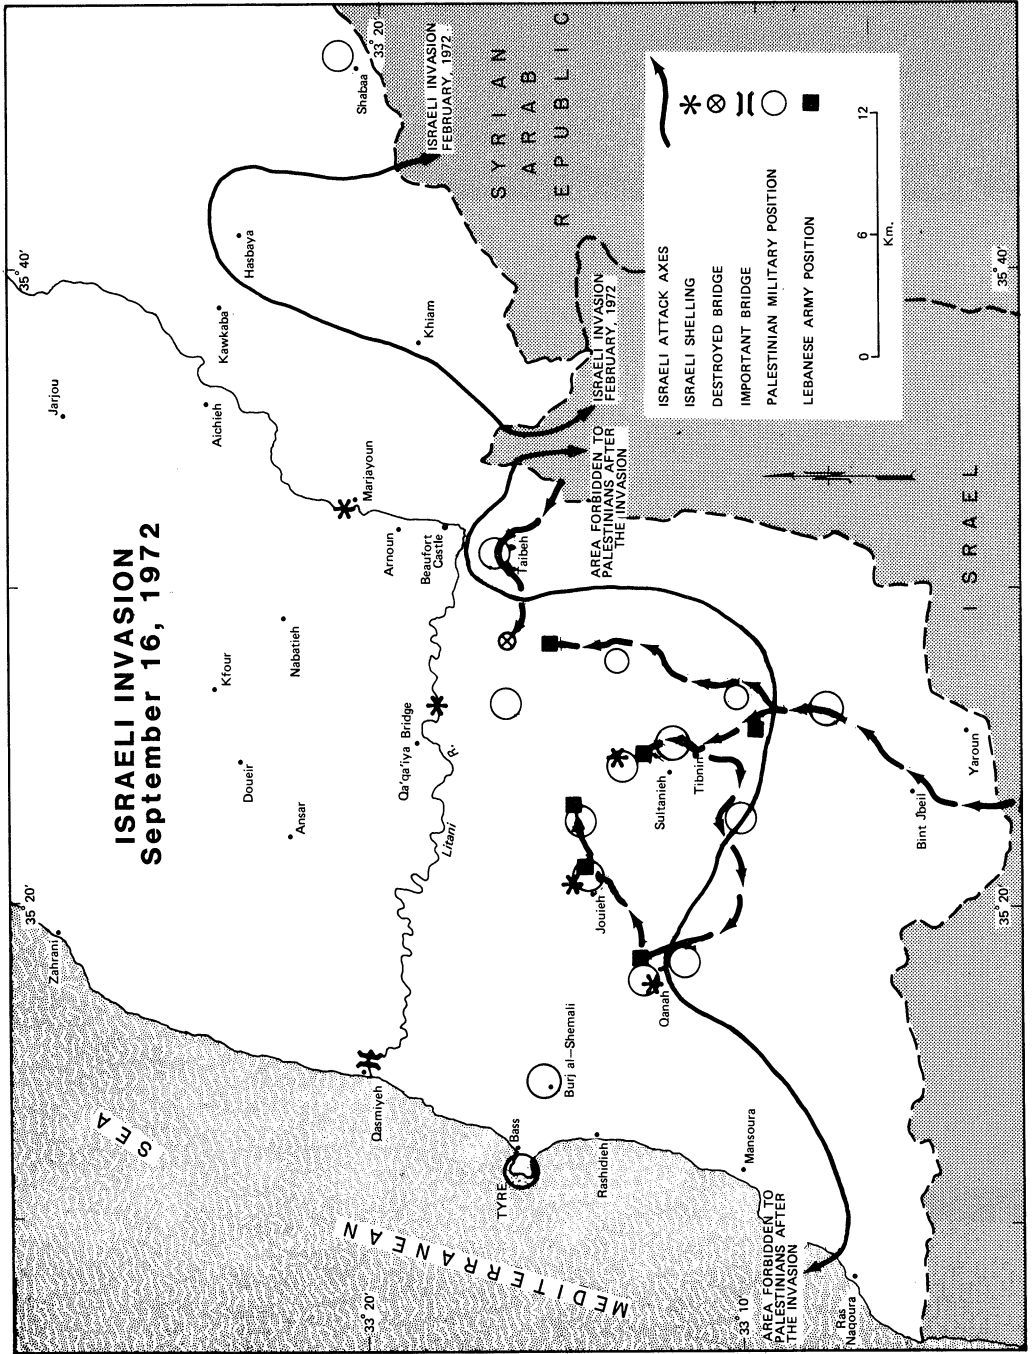 ISRAELI INVASION
September 16, 1972
35° 40'
35° 20'
33° 20'
Shabaa
ISRAELI INVASION
FEBRUARY, 1972
SYRIAN
ARAB
REPUBLIC
Hasbaya
Kawkaba
Khiam
Jarjou
Aichieh
Marjayoun
ISRAELI INVASION
FEBRUARY, 1972
Arnoun
Beaufort
Castle
Taibeh
AREA FORBIDDEN TO
PALESTINIANS AFTER
THE INVASION
Kfour
Nabatieh
Doueir
Ansar
Qa'qa'iya Bridge
Litani
R.
Sultanieh
Tibnin
Jouieh
Qanah
Yaroun
Bint Jbeil
Zahrani
Qasmiyeh
Burj al-Shemali
Bass
TYRE
Rashidieh
Mansoura
AREA FORBIDDEN TO
PALESTINIANS AFTER
THE INVASION
Ras
Naqoura
MEDITERRANEAN
SEA
ISRAEL
33° 20'
33° 10'
35° 20'
35° 40'
ISRAELI ATTACK AXES
ISRAELI SHELLING
DESTROYED BRIDGE
IMPORTANT BRIDGE
PALESTINIAN MILITARY POSITION
LEBANESE ARMY POSITION
0 6 12
Km.